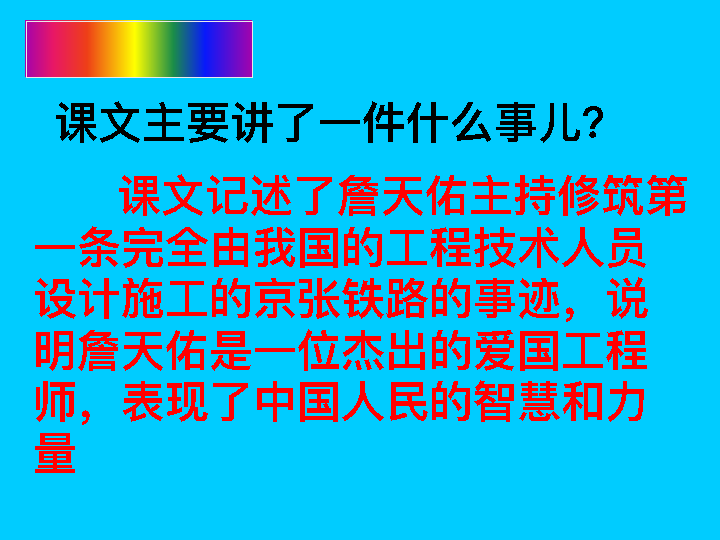 课文主要讲了一件什么事儿？
课文记述了詹天佑主持修筑第
一条完全由我国的工程技术人员
设计施工的京张铁路的事迹，说
明詹天佑是一位杰出的爱国工程
师，表现了中国人民的智慧和力
量